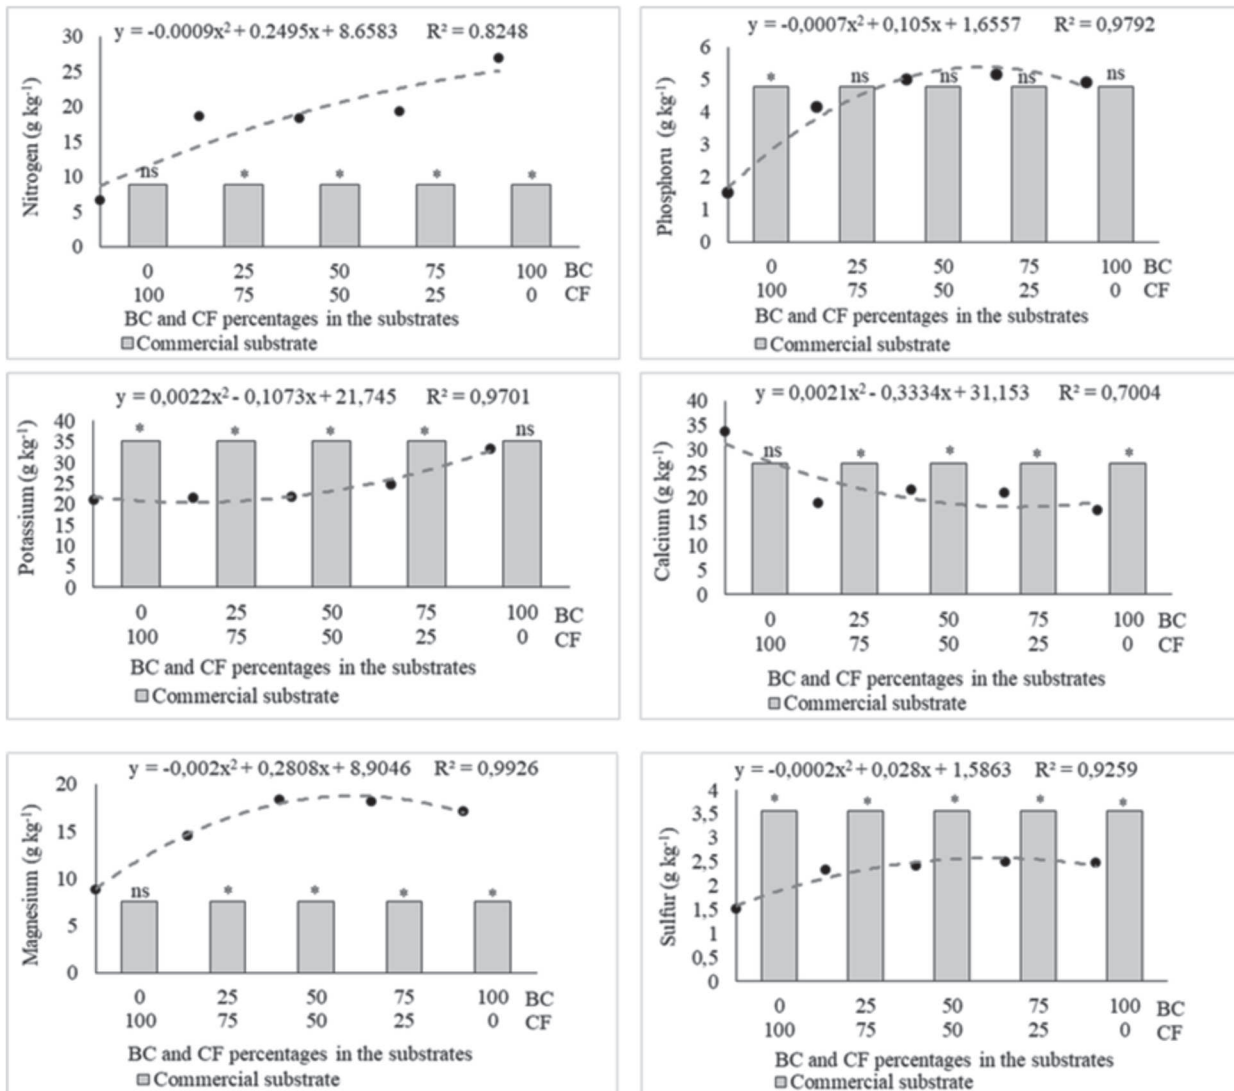 y = -0.0009x² + 0.2495x + 8.6583 R² = 0.8248
Nitrogen (g kg⁻¹)
30
25
20
15
10
5
0
ns * * * *
0 25 50 75 100 BC
100 75 50 25 0 CF
BC and CF percentages in the substrates
Commercial substrate
y = -0,0007x² + 0,105x + 1,6557 R² = 0,9792
Phosphoru (g kg⁻¹)
6
5
4
3
2
1
0
* ns ns ns ns
0 25 50 75 100 BC
100 75 50 25 0 CF
BC and CF percentages in the substrates
Commercial substrate
y = 0,0022x² - 0,1073x + 21,745 R² = 0,9701
Potassium (g kg⁻¹)
40
35
30
25
20
15
10
5
0
* * * * ns
0 25 50 75 100 BC
100 75 50 25 0 CF
BC and CF percentages in the substrates
Commercial substrate
y = 0,0021x² - 0,3334x + 31,153 R² = 0,7004
Calcium (g kg⁻¹)
40
35
30
25
20
15
10
5
0
ns * * * *
0 25 50 75 100 BC
100 75 50 25 0 CF
BC and CF percentages in the substrates
Commercial substrate
y = -0,002x² + 0,2808x + 8,9046 R² = 0,9926
Magnesium (g kg⁻¹)
20
15
10
5
0
ns * * * *
0 25 50 75 100 BC
100 75 50 25 0 CF
BC and CF percentages in the substrates
Commercial substrate
y = -0,0002x² + 0,028x + 1,5863 R² = 0,9259
Sulfur (g kg⁻¹)
4
3,5
3
2,5
2
1,5
1
0,5
0
* * * * *
0 25 50 75 100 BC
100 75 50 25 0 CF
BC and CF percentages in the substrates
Commercial substrate